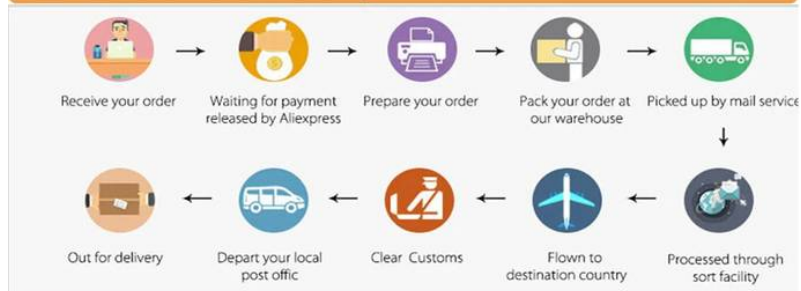 Receive your order
Waiting for payment
released by Aliexpress
Prepare your order
Pack your order at
our warehouse
Picked up by mail service
Out for delivery
Depart your local
post offic
Clear Customs
Flown to
destination country
Processed through
sort facility